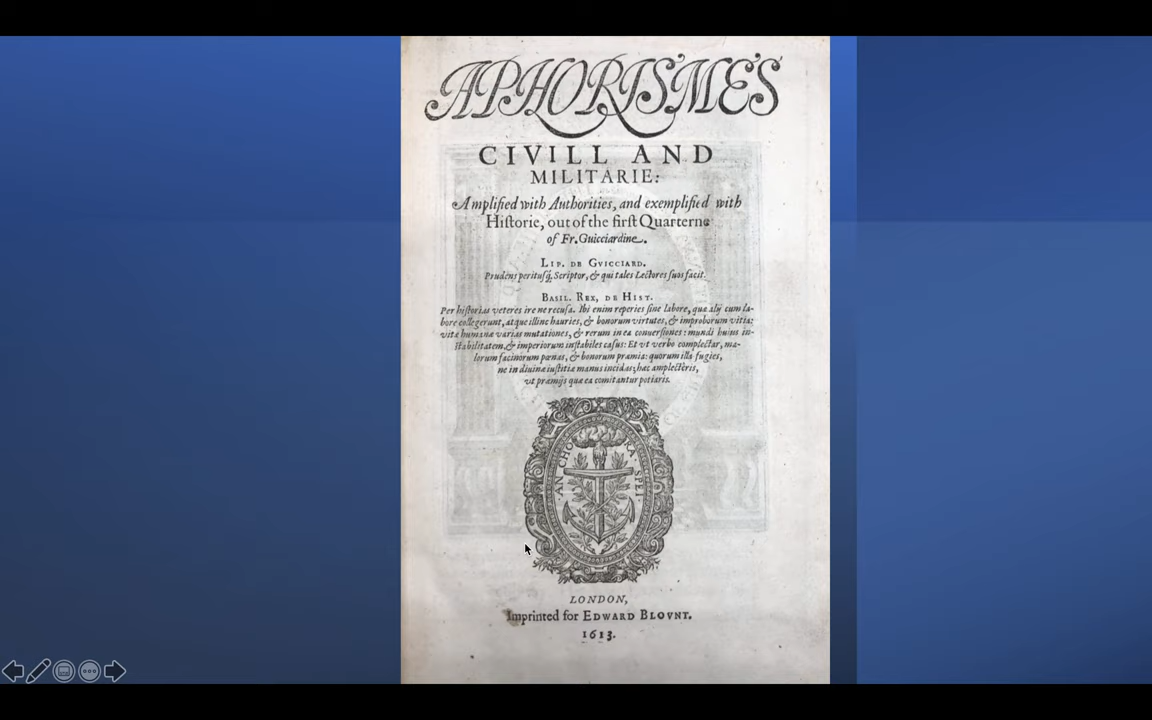 APHORISMES
CIVILL AND
MILITARIE:
Amplified with Authorities, and exemplified with
Historie, out of the first Quarterne
of Fr. Guicciardine.
LIP. DE GVICCIARD.
Prudens peritusq́; Scriptor, & qui tales Lectores suos facit.
BASIL. REX, DE HIST.
Per historias veteres ire ne recusa. Ibi enim reperies sine labore, quæ alij cum la-
bore collegerunt, atque illinc hauries, & bonorum virtutes, & improborum vitia:
vitæ humanæ varias mutationes, & rerum in ea conversiones: mundi huius in-
stabilitatem, & imperiorum instabiles casus: Et vt verbo complectar, ma-
lorum facinorum pœnas, & bonorum præmia: quorum illa fugies,
ne in divinæ iustitiæ manus incidas; hæc amplectêris,
vt præmijs quæ ea comitantur potiaris.
ANCHORA SPEI
LONDON,
Imprinted for EDWARD BLOVNT.
1613.